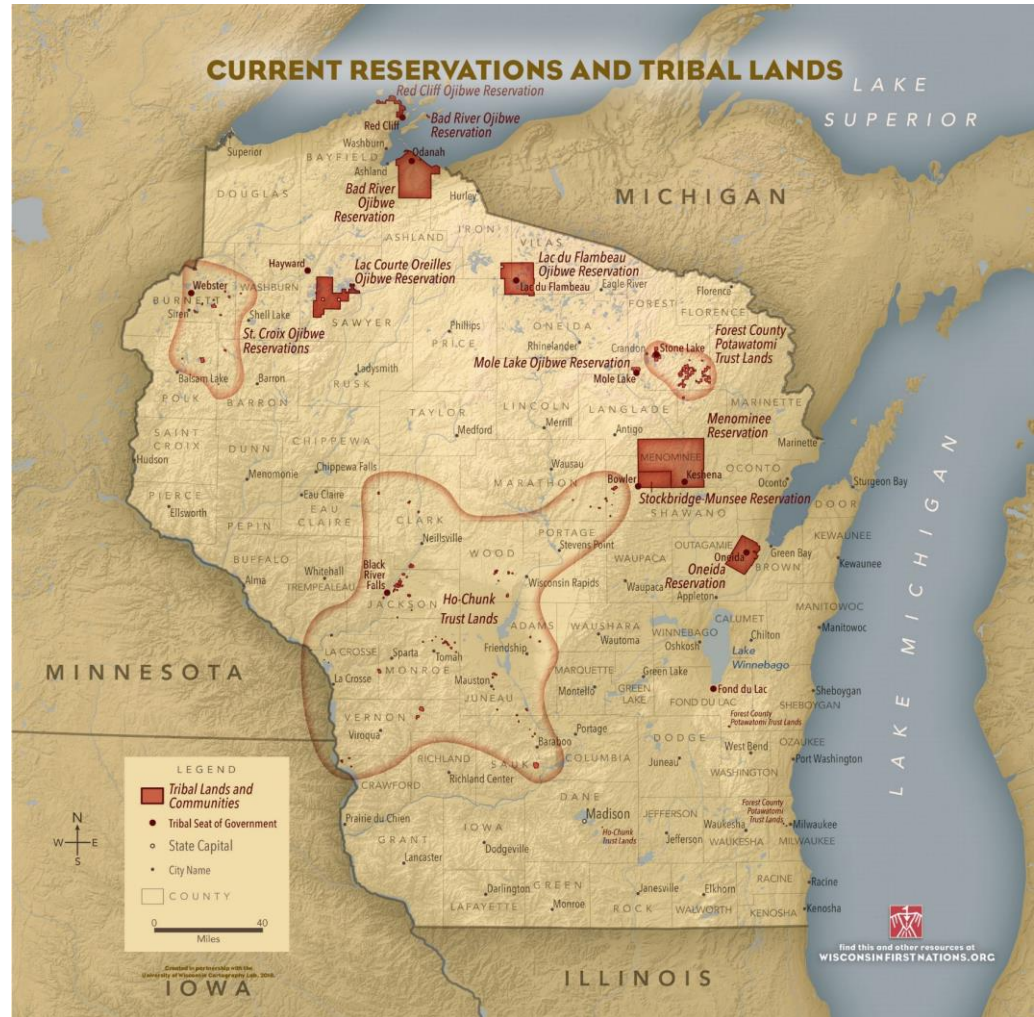 CURRENT RESERVATIONS AND TRIBAL LANDS
LAKE
SUPERIOR
Red Cliff Ojibwe Reservation
Red Cliff
Bad River Ojibwe
Reservation
Washburn
BAYFIELD
Odanah
Superior
Ashland
DOUGLAS
Bad River
Ojibwe
Reservation
Hurley
MICHIGAN
IRON
ASHLAND
VILAS
Hayward
Lac Courte Oreilles
Ojibwe Reservation
Lac du Flambeau
Ojibwe Reservation
Lac du Flambeau
Eagle River
Florence
Webster
WASHBURN
BURNETT
Siren
Shell Lake
SAWYER
FOREST
FLORENCE
St. Croix Ojibwe
Reservations
Phillips
PRICE
ONEIDA
Rhinelander
Crandon
Stone Lake
Forest County
Potawatomi
Trust Lands
Mole Lake Ojibwe Reservation
Mole Lake
Balsam Lake
Barron
Ladysmith
RUSK
POLK
BARRON
MARINETTE
TAYLOR
LINCOLN
LANGLADE
Medford
Merrill
Antigo
Menominee
Reservation
Marinette
SAINT
CROIX
DUNN
CHIPPEWA
Hudson
Menomonie
Chippewa Falls
Wausau
MARATHON
MENOMINEE
Bowler
Keshena
OCONTO
Oconto
Sturgeon Bay
Stockbridge-Munsee Reservation
PIERCE
Ellsworth
Eau Claire
EAU
CLAIRE
PEPIN
CLARK
SHAWANO
DOOR
Neillsville
PORTAGE
Stevens Point
BUFFALO
WOOD
WAUPACA
OUTAGAMIE
Oneida
Green Bay
BROWN
KEWAUNEE
Kewaunee
Alma
Whitehall
TREMPEALEAU
Black
River
Falls
Wisconsin Rapids
Waupaca
Oneida
Reservation
Appleton
JACKSON
Ho-Chunk
Trust Lands
ADAMS
WAUSHARA
Wautoma
WINNEBAGO
Oshkosh
CALUMET
Chilton
MANITOWOC
Manitowoc
Lake
Winnebago
LA CROSSE
Sparta
Tomah
Friendship
MONROE
La Crosse
Mauston
JUNEAU
MARQUETTE
Montello
Green Lake
GREEN
LAKE
Fond du Lac
FOND DU LAC
Sheboygan
SHEBOYGAN
MINNESOTA
LAKE MICHIGAN
VERNON
Viroqua
Forest County
Potawatomi Trust Lands
Portage
DODGE
RICHLAND
Baraboo
SAUK
COLUMBIA
Juneau
West Bend
OZAUKEE
Port Washington
Richland Center
CRAWFORD
WASHINGTON
DANE
Prairie du Chien
Madison
JEFFERSON
Forest County
Potawatomi
Trust Lands
Waukesha
Milwaukee
IOWA
Ho-Chunk
Trust Lands
Jefferson
WAUKESHA
MILWAUKEE
GRANT
Dodgeville
Lancaster
RACINE
Racine
Darlington
GREEN
Janesville
Elkhorn
LAFAYETTE
Monroe
ROCK
WALWORTH
KENOSHA
Kenosha
LEGEND
Tribal Lands and
Communities
Tribal Seat of Government
State Capital
City Name
COUNTY
0 40
Miles
N
W E
S
Created in partnership with the
University of Wisconsin Cartography Lab, 2018.
IOWA
ILLINOIS
find this and other resources at
WISCONSINFIRSTNATIONS.ORG